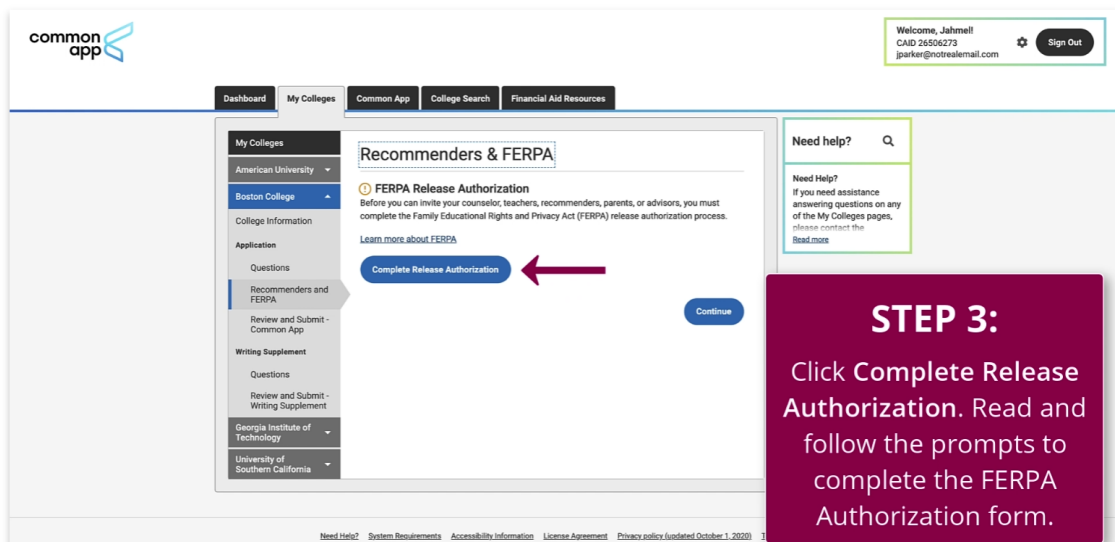 common
app
Welcome, Jahmel!
CAID 26506273
jparker@notrealemail.com
Sign Out
Dashboard
My Colleges
Common App
College Search
Financial Aid Resources
My Colleges
American University
Boston College
College Information
Application
Questions
Recommenders and
FERPA
Review and Submit -
Common App
Writing Supplement
Questions
Review and Submit -
Writing Supplement
Georgia Institute of
Technology
University of
Southern California
Recommenders & FERPA
FERPA Release Authorization
Before you can invite your counselor, teachers, recommenders, parents, or advisors, you must
complete the Family Educational Rights and Privacy Act (FERPA) release authorization process.
Learn more about FERPA
Complete Release Authorization
Continue
Need help?
Need Help?
If you need assistance
answering questions on any
of the My Colleges pages,
please contact the
Read more
STEP 3:
Click Complete Release
Authorization. Read and
follow the prompts to
complete the FERPA
Authorization form.
Need Help? System Requirements Accessibility Information License Agreement Privacy policy (updated October 1, 2020)